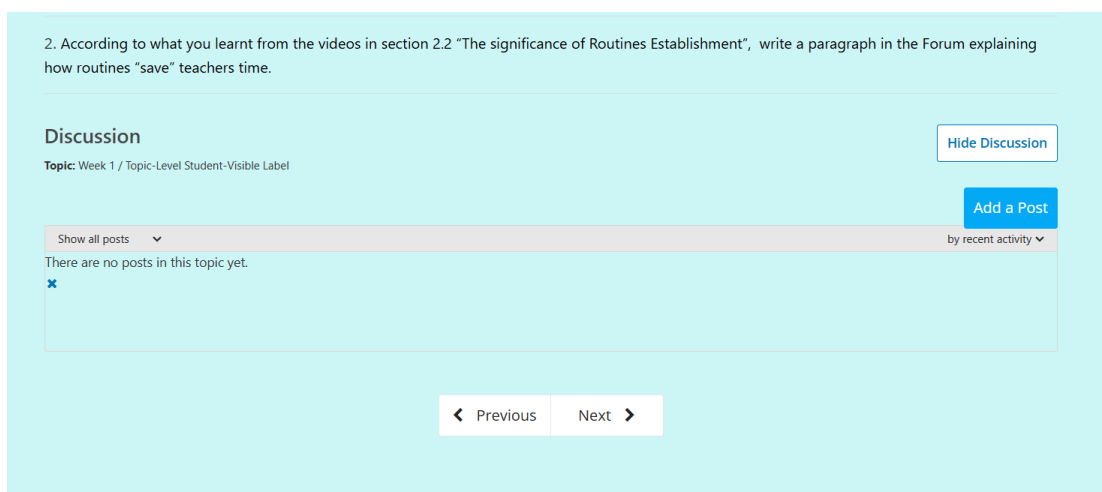 2. According to what you learnt from the videos in section 2.2 “The significance of Routines Establishment”, write a paragraph in the Forum explaining
how routines “save” teachers time.
Discussion
Hide Discussion
Topic: Week 1 / Topic-Level Student-Visible Label
Add a Post
Show all posts
by recent activity
There are no posts in this topic yet.
Previous
Next